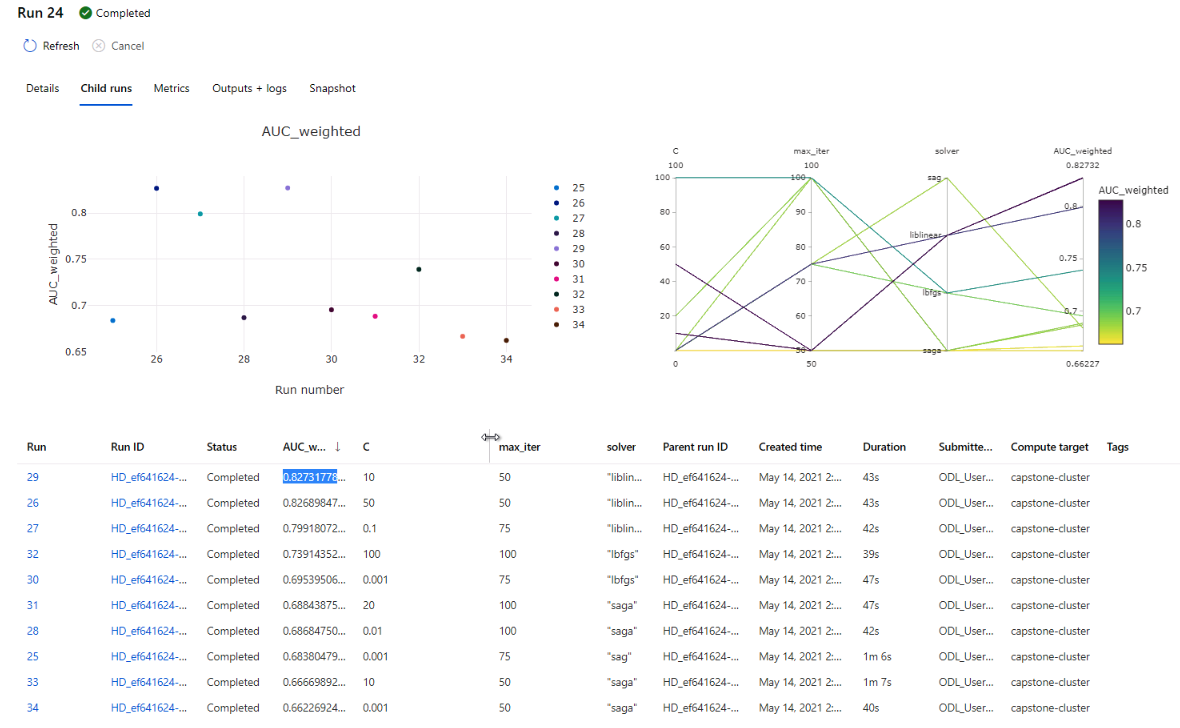 Run 24 Completed
Refresh Cancel
Details Child runs Metrics Outputs + logs Snapshot
AUC_weighted
0.8
0.75
0.7
0.65
AUC_weighted
26 28 30 32 34
Run number
25
26
27
28
29
30
31
32
33
34
C max_iter solver AUC_weighted
100 100 0.82732
100 100 sag
80 90 0.8
60 80 liblinear
70 0.75
40 lbfgs
20 60 0.7
50 saga
0 50 0.66227
AUC_weighted
0.8
0.75
0.7
Run Run ID Status AUC_w... ↓ C max_iter solver Parent run ID Created time Duration Submitte... Compute target Tags
29 HD_ef641624-... Completed 0.82731778... 10 50 "liblin... HD_ef641624-... May 14, 2021 2:... 43s ODL_User... capstone-cluster
26 HD_ef641624-... Completed 0.82689847... 50 50 "liblin... HD_ef641624-... May 14, 2021 2:... 43s ODL_User... capstone-cluster
27 HD_ef641624-... Completed 0.79918072... 0.1 75 "liblin... HD_ef641624-... May 14, 2021 2:... 42s ODL_User... capstone-cluster
32 HD_ef641624-... Completed 0.73914352... 100 100 "lbfgs" HD_ef641624-... May 14, 2021 2:... 39s ODL_User... capstone-cluster
30 HD_ef641624-... Completed 0.69539506... 0.001 75 "lbfgs" HD_ef641624-... May 14, 2021 2:... 47s ODL_User... capstone-cluster
31 HD_ef641624-... Completed 0.68843875... 20 100 "saga" HD_ef641624-... May 14, 2021 2:... 47s ODL_User... capstone-cluster
28 HD_ef641624-... Completed 0.68684750... 0.01 100 "saga" HD_ef641624-... May 14, 2021 2:... 42s ODL_User... capstone-cluster
25 HD_ef641624-... Completed 0.68380479... 0.001 75 "sag" HD_ef641624-... May 14, 2021 2:... 1m 6s ODL_User... capstone-cluster
33 HD_ef641624-... Completed 0.66669892... 10 50 "saga" HD_ef641624-... May 14, 2021 2:... 1m 7s ODL_User... capstone-cluster
34 HD_ef641624-... Completed 0.66226924... 0.001 50 "saga" HD_ef641624-... May 14, 2021 2:... 40s ODL_User... capstone-cluster